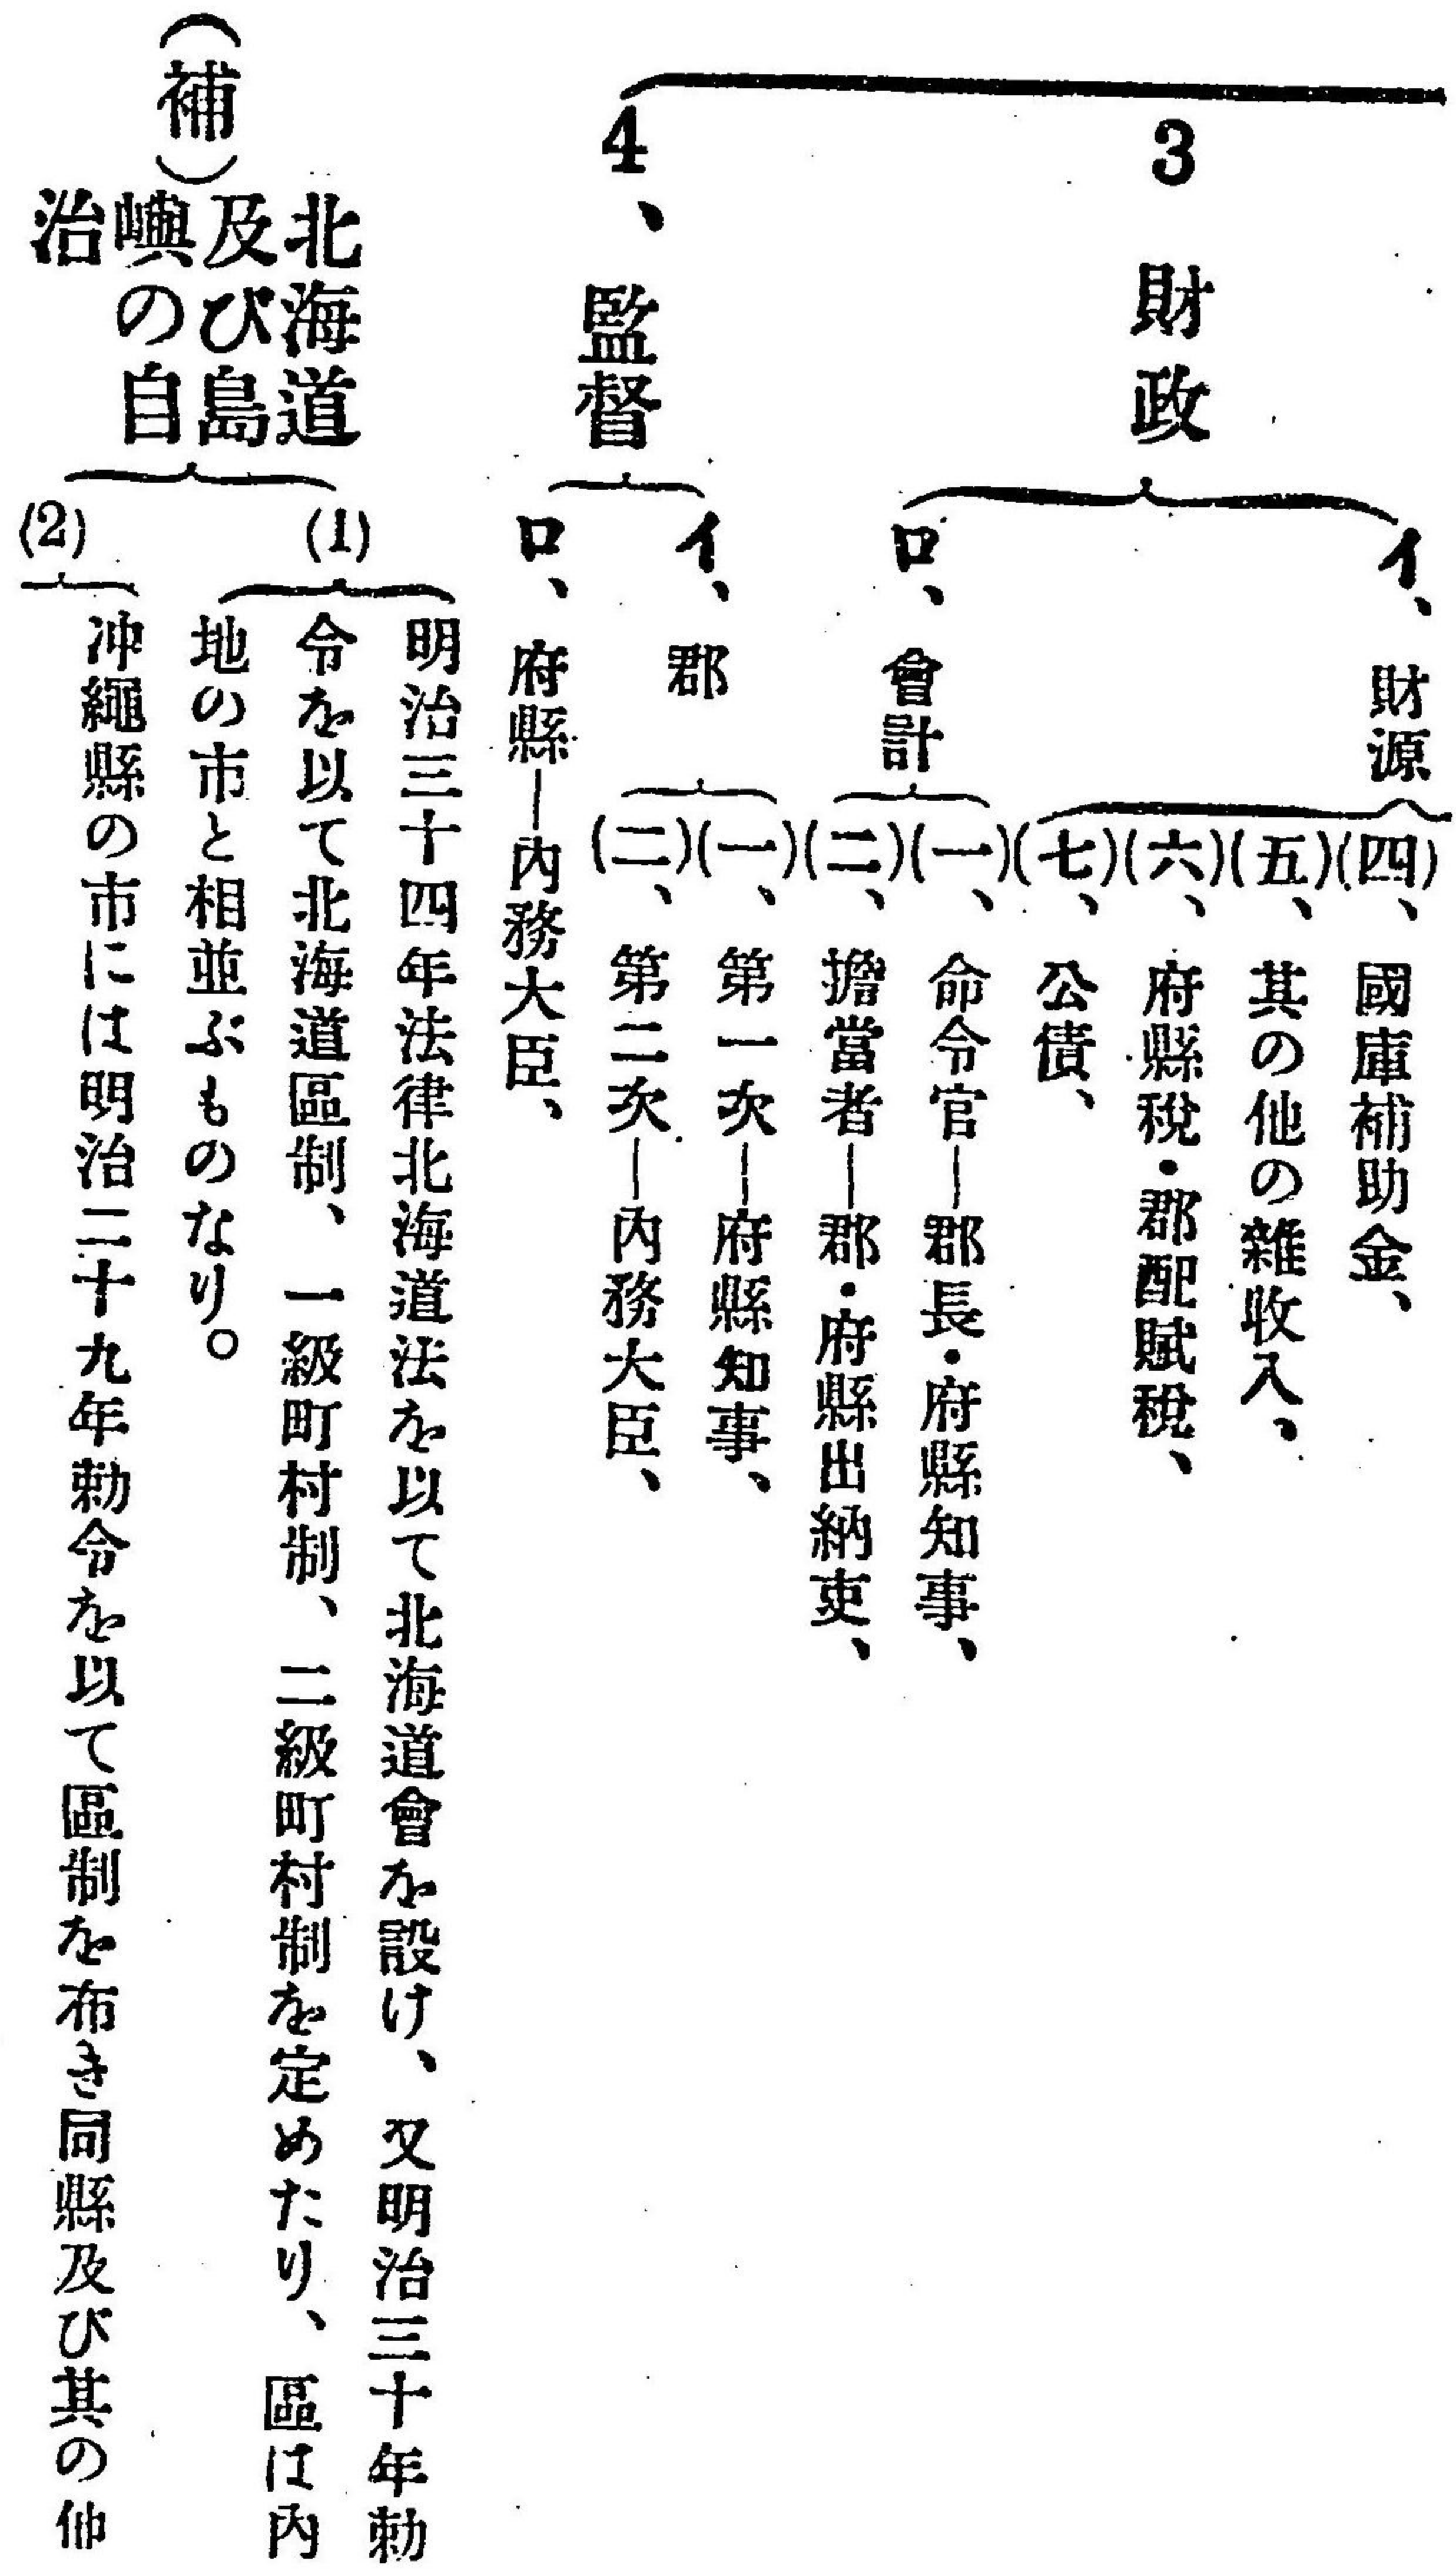 3 財政
イ、財源
(四)、國庫補助金、
(五)、其の他の雜收入、
(六)、府縣稅・郡配賦稅、
(七)、公債、
ロ、會計
(一)、命令官―郡長・府縣知事、
(二)、擔當者―郡・府縣出納吏、
4、監督
イ、郡
(一)、第一次―府縣知事、
(二)、第二次―內務大臣、
ロ、府縣―內務大臣、
(補)
北海道
及び島
嶼の自
治
(1)
明治三十四年法律北海道法を以て北海道會を設け、又明治三十年勅
令を以て北海道區制、一級町村制、二級町村制を定めたり、區は內
地の市と相並ぶものなり。
(2)
沖繩縣の市には明治二十九年勅令を以て區制を布き同縣及び其の他